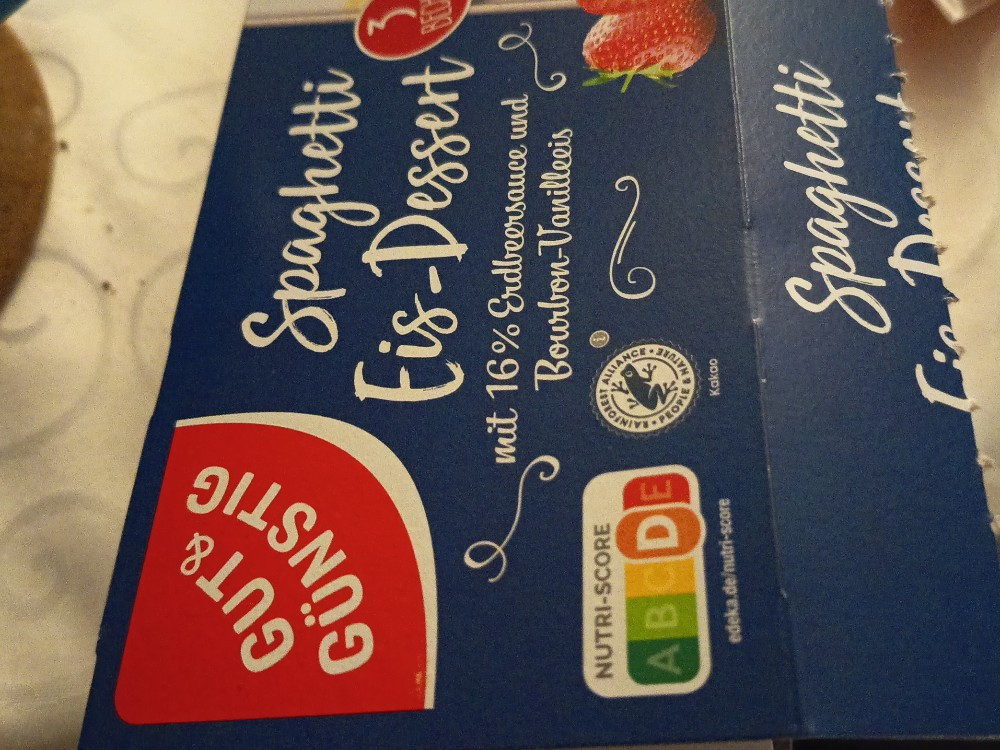 GUT &
GÜNSTIG
3
Spaghetti
Eis-Dessert
mit 16% Erdbeersauce und
Bourbon-Vanilleeis
i
RAINFOREST ALLIANCE • PEOPLE & NATURE •
Kakao
NUTRI-SCORE
A B C D E
edeka.de/nutri-score
Spaghetti